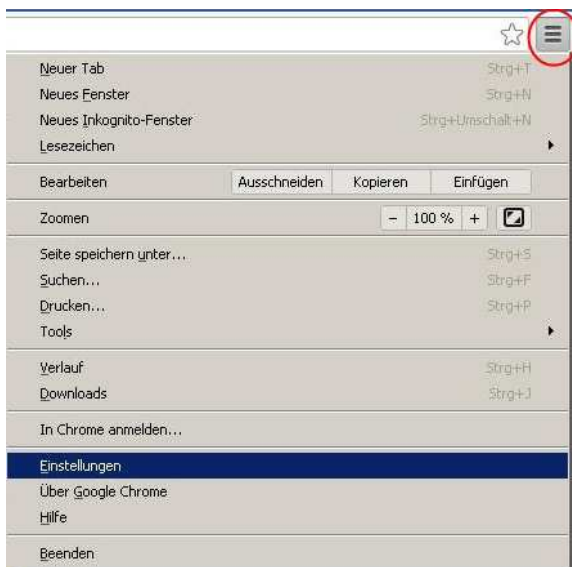 Neuer Tab Strg+T
Neues Fenster Strg+N
Neues Inkognito-Fenster Strg+Umschalt+N
Lesezeichen
Bearbeiten Ausschneiden Kopieren Einfügen
Zoomen - 100 % +
Seite speichern unter... Strg+S
Suchen... Strg+F
Drucken... Strg+P
Tools
Verlauf Strg+H
Downloads Strg+J
In Chrome anmelden...
Einstellungen
Über Google Chrome
Hilfe
Beenden